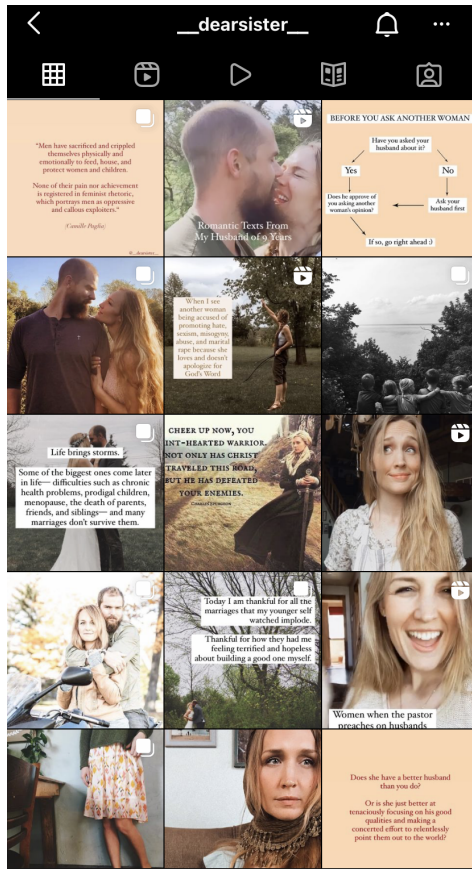 __dearsister__
"Men have sacrificed and crippled
themselves physically and
emotionally to feed, house, and
protect women and children.
None of their pain nor achievement
is registered in feminist rhetoric,
which portrays men as oppressive
and callous exploiters."
(Camille Paglia)
@__dearsister__
Romantic Texts From
My Husband of 9 Years
BEFORE YOU ASK ANOTHER WOMAN
Have you asked your
husband about it?
Yes
No
Does he approve of
you asking another
woman's opinion?
Ask your
husband first
If so, go right ahead :)
When I see
another woman
being accused of
promoting hate,
sexism, misogyny,
abuse, and marital
rape because she
loves and doesn't
apologize for
God's Word
Life brings storms.
Some of the biggest ones come later
in life— difficulties such as chronic
health problems, prodigal children,
menopause, the death of parents,
friends, and siblings— and many
marriages don't survive them.
CHEER UP NOW, YOU
INT-HEARTED WARRIOR.
NOT ONLY HAS CHRIST
TRAVELED THIS ROAD,
BUT HE HAS DEFEATED
YOUR ENEMIES.
-CHARLES SPURGEON
Today I am thankful for all the
marriages that my younger self
watched implode.
Thankful for how they had me
feeling terrified and hopeless
about building a good one myself.
Women when the pastor
preaches on husbands
Does she have a better husband
than you do?
Or is she just better at
tenaciously focusing on his good
qualities and making a
concerted effort to relentlessly
point them out to the world?